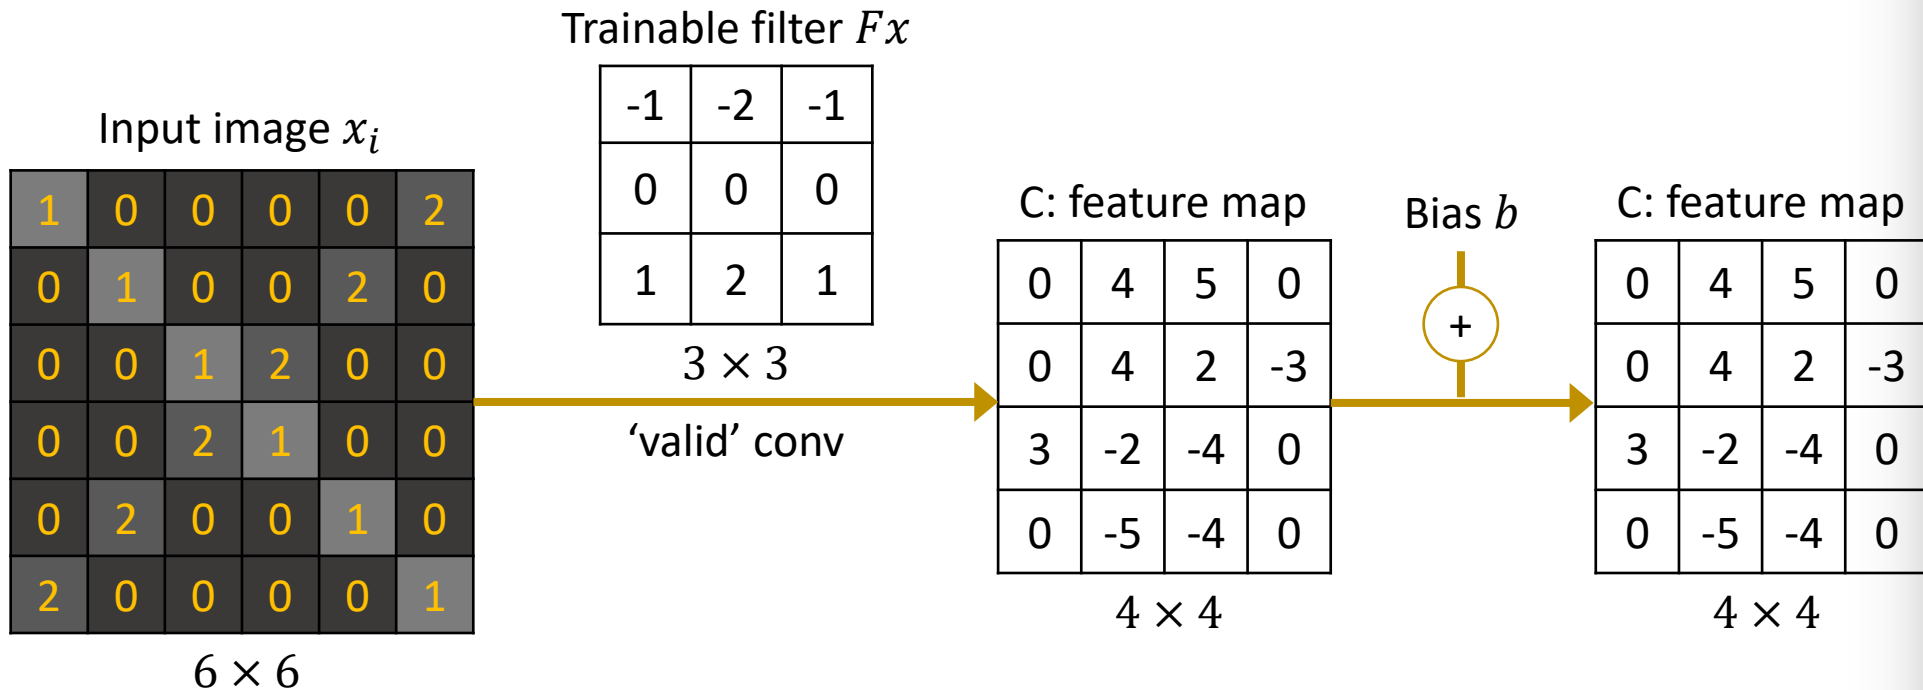 Trainable filter Fx
-1 -2 -1
0 0 0
1 2 1
3 × 3
Input image xᵢ
1 0 0 0 0 2
0 1 0 0 2 0
0 0 1 2 0 0
0 0 2 1 0 0
0 2 0 0 1 0
2 0 0 0 0 1
6 × 6
'valid' conv
C: feature map
0 4 5 0
0 4 2 -3
3 -2 -4 0
0 -5 -4 0
4 × 4
Bias b
+
C: feature map
0 4 5 0
0 4 2 -3
3 -2 -4 0
0 -5 -4 0
4 × 4